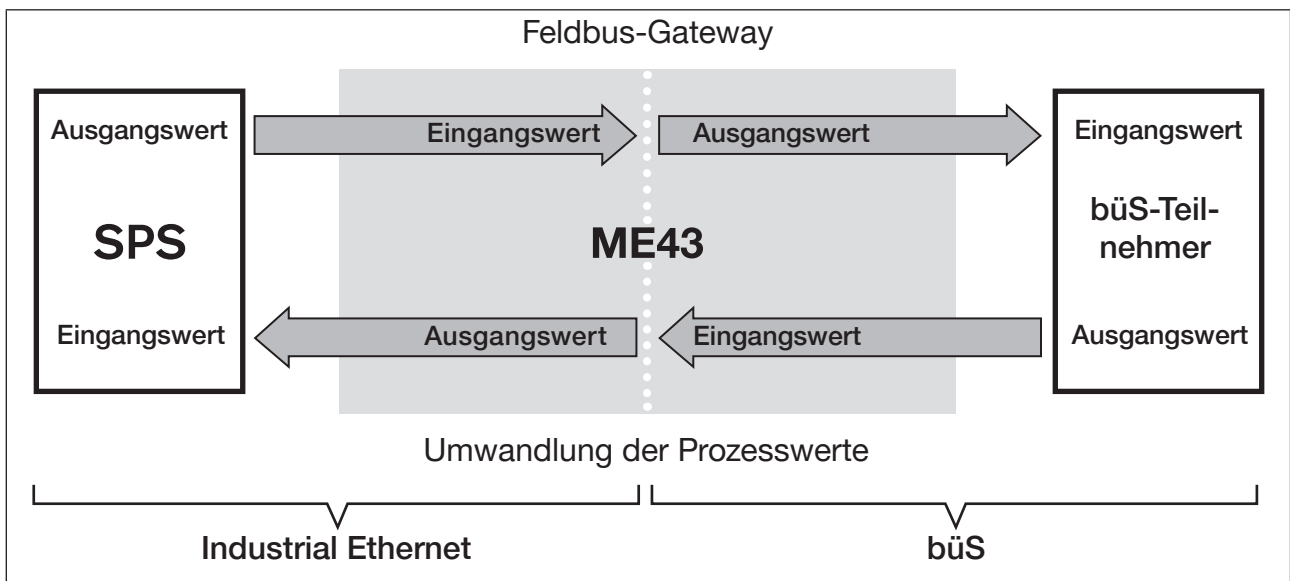 Feldbus-Gateway
Ausgangswert
Eingangswert
Ausgangswert
Eingangswert
SPS
ME43
büS-Teil-
nehmer
Eingangswert
Ausgangswert
Eingangswert
Ausgangswert
Umwandlung der Prozesswerte
Industrial Ethernet
büS